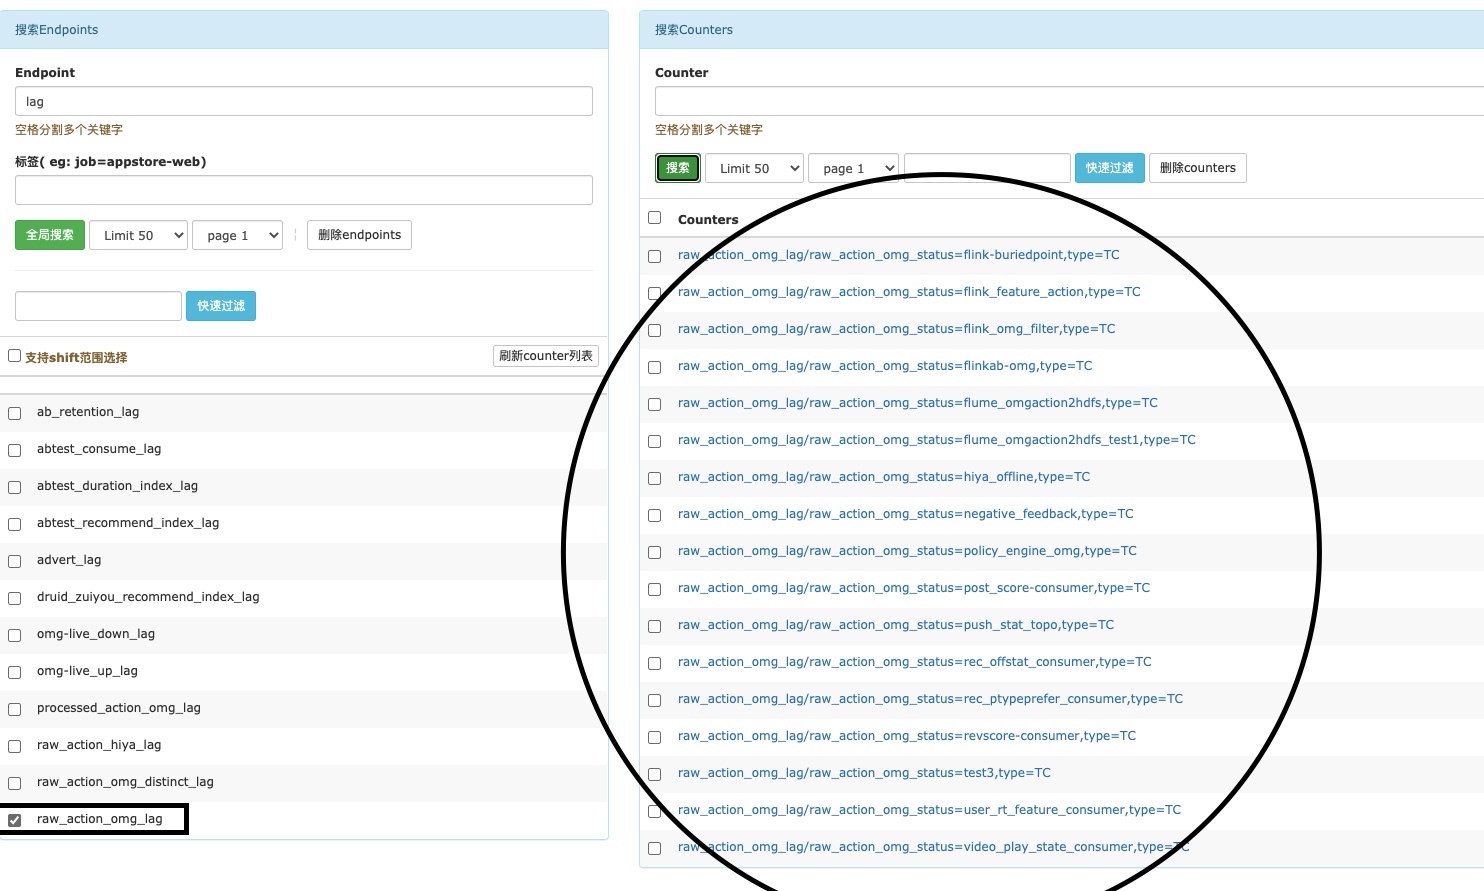 搜索Endpoints
Endpoint
lag
空格分割多个关键字
标签( eg: job=appstore-web)
全局搜索 Limit 50 page 1 删除endpoints
快速过滤
支持shift范围选择 刷新counter列表
ab_retention_lag
abtest_consume_lag
abtest_duration_index_lag
abtest_recommend_index_lag
advert_lag
druid_zuiyou_recommend_index_lag
omg-live_down_lag
omg-live_up_lag
processed_action_omg_lag
raw_action_hiya_lag
raw_action_omg_distinct_lag
raw_action_omg_lag
搜索Counters
Counter
空格分割多个关键字
搜索 Limit 50 page 1 快速过滤 删除counters
Counters
raw_action_omg_lag/raw_action_omg_status=flink-buriedpoint,type=TC
raw_action_omg_lag/raw_action_omg_status=flink_feature_action,type=TC
raw_action_omg_lag/raw_action_omg_status=flink_omg_filter,type=TC
raw_action_omg_lag/raw_action_omg_status=flinkab-omg,type=TC
raw_action_omg_lag/raw_action_omg_status=flume_omgaction2hdfs,type=TC
raw_action_omg_lag/raw_action_omg_status=flume_omgaction2hdfs_test1,type=TC
raw_action_omg_lag/raw_action_omg_status=hiya_offline,type=TC
raw_action_omg_lag/raw_action_omg_status=negative_feedback,type=TC
raw_action_omg_lag/raw_action_omg_status=policy_engine_omg,type=TC
raw_action_omg_lag/raw_action_omg_status=post_score-consumer,type=TC
raw_action_omg_lag/raw_action_omg_status=push_stat_topo,type=TC
raw_action_omg_lag/raw_action_omg_status=rec_offstat_consumer,type=TC
raw_action_omg_lag/raw_action_omg_status=rec_ptypeprefer_consumer,type=TC
raw_action_omg_lag/raw_action_omg_status=revscore-consumer,type=TC
raw_action_omg_lag/raw_action_omg_status=test3,type=TC
raw_action_omg_lag/raw_action_omg_status=user_rt_feature_consumer,type=TC
raw_action_omg_lag/raw_action_omg_status=video_play_state_consumer,type=TC